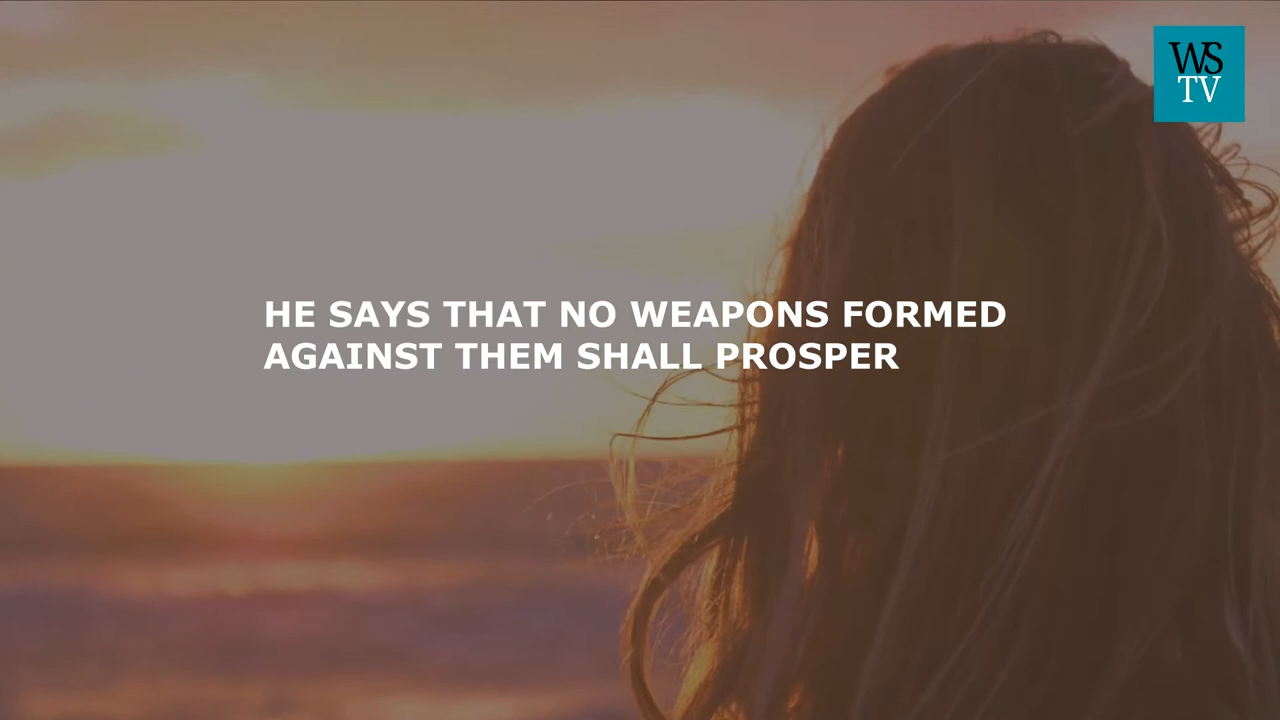 WS
TV
HE SAYS THAT NO WEAPONS FORMED
AGAINST THEM SHALL PROSPER